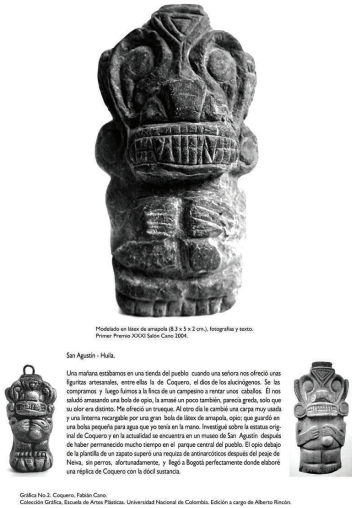 Modelado en látex de amapola (8.3 x 5 x 2 cm.), fotografías y texto.
Primer Premio XXXI Salón Cano 2004.
San Agustín - Huila.
Una mañana estábamos en una tienda del pueblo cuando una señora nos ofreció unas
figuritas artesanales, entre ellas la de Coquero, el dios de los alucinógenos. Se las
compramos y luego fuimos a la finca de un campesino a rentar unos caballos. Él nos
saludó amasando una bola de opio, la amasé un poco también, parecía greda, solo que
su olor era distinto. Me ofreció un trueque. Al otro día le cambié una carpa muy usada
y una linterna recargable por una gran bola de látex de amapola, opio; que guardó en
una bolsa pequeña para agua que yo tenía en la mano. Investigué sobre la estatua origi-
nal de Coquero y en la actualidad se encuentra en un museo de San Agustín después
de haber permanecido mucho tiempo en el parque central del pueblo. El opio debajo
de la plantilla de un zapato superó una requiza de antinarcóticos después del peaje de
Neiva, sin perros, afortunadamente, y llegó a Bogotá perfectamente donde elaboré
una réplica de Coquero con la dócil sustancia.
Gráfica No.2. Coquero, Fabián Cano.
Colección Gráfica, Escuela de Artes Plásticas. Universidad Nacional de Colombia. Edición a cargo de Alberto Rincón.